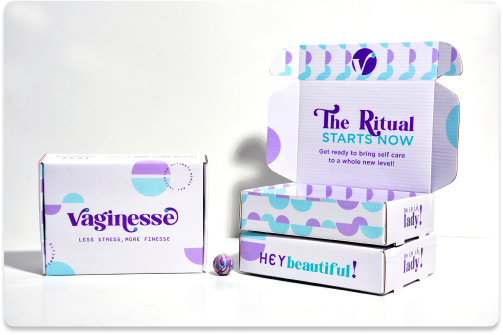 Vaginesse
LESS STRESS, MORE FINESSE
The Ritual
STARTS NOW
Get ready to bring self care
to a whole new level!
lady!
HEY beautiful!
lady!